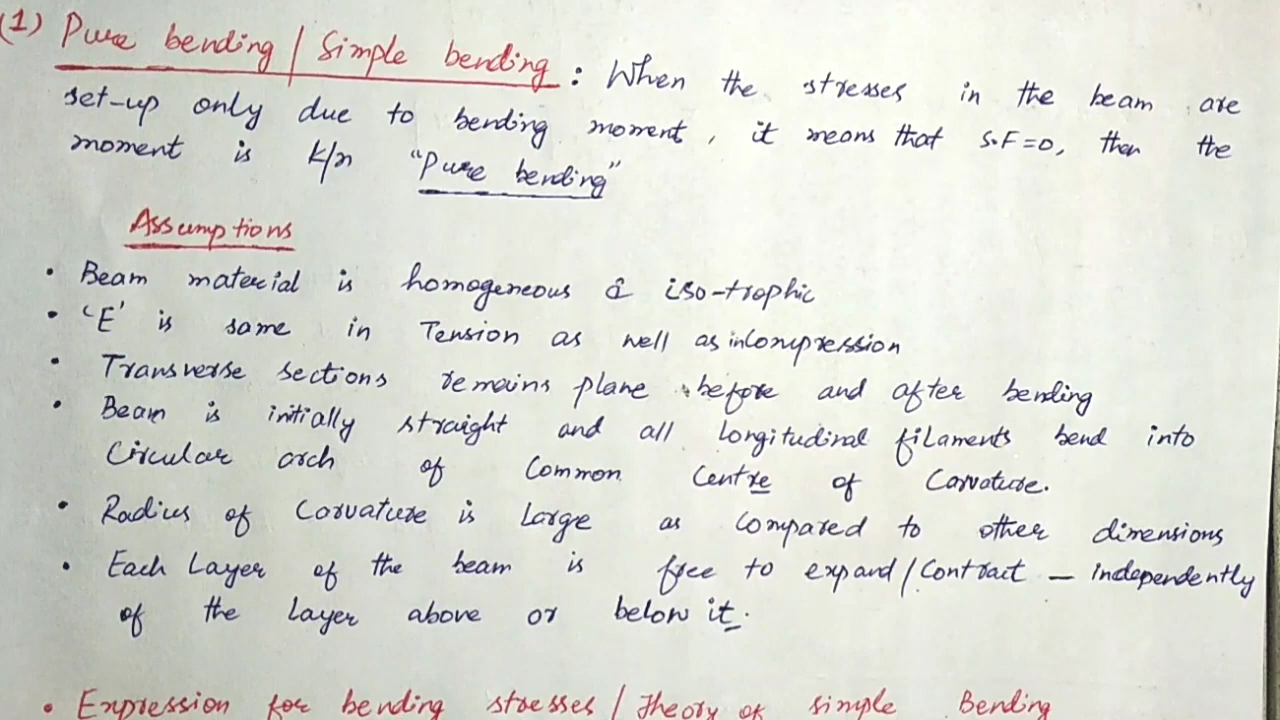 (1) Pure bending / Simple bending : When the stresses in the beam are
set-up only due to bending moment, it means that S.F=0, then the
moment is k/n "Pure bending"
Assumptions
• Beam material is homogeneous & iso-trophic
• 'E' is same in Tension as well as incompression
• Transverse sections remains plane before and after bending
• Beam is initially straight and all longitudinal filaments bend into
Circular arch of Common Centre of Carvature.
• Radius of Carvature is large as compared to other dimensions
• Each Layer of the beam is free to expand/Contract - independently
of the layer above or below it.
• Expression for bending stresses / Theory of simple Bending